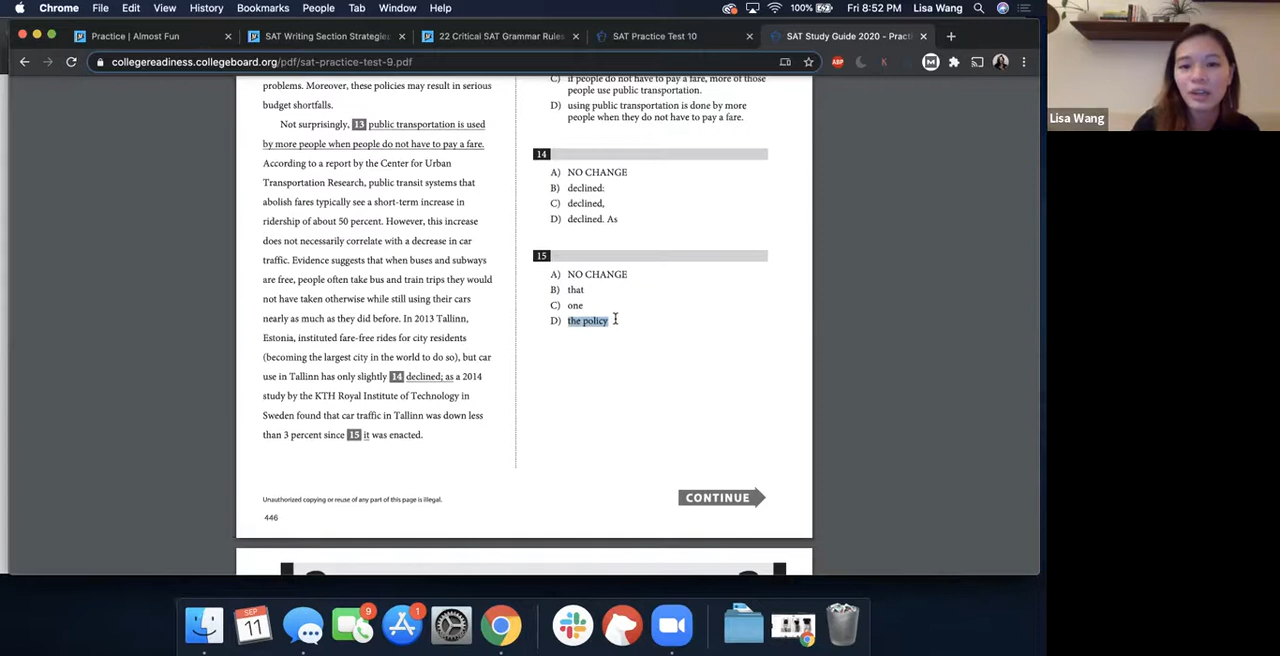 Chrome File Edit View History Bookmarks People Tab Window Help 100% Fri 8:52 PM Lisa Wang
Practice | Almost Fun
SAT Writing Section Strategies
22 Critical SAT Grammar Rules
SAT Practice Test 10
SAT Study Guide 2020 - Practi
collegereadiness.collegeboard.org/pdf/sat-practice-test-9.pdf
ABP
K
M
Lisa Wang
problems. Moreover, these policies may result in serious
budget shortfalls.
Not surprisingly, 13 public transportation is used
by more people when people do not have to pay a fare.
According to a report by the Center for Urban
Transportation Research, public transit systems that
abolish fares typically see a short-term increase in
ridership of about 50 percent. However, this increase
does not necessarily correlate with a decrease in car
traffic. Evidence suggests that when buses and subways
are free, people often take bus and train trips they would
not have taken otherwise while still using their cars
nearly as much as they did before. In 2013 Tallinn,
Estonia, instituted fare-free rides for city residents
(becoming the largest city in the world to do so), but car
use in Tallinn has only slightly 14 declined; as a 2014
study by the KTH Royal Institute of Technology in
Sweden found that car traffic in Tallinn was down less
than 3 percent since 15 it was enacted.
C) if people do not have to pay a fare, more of those
people use public transportation.
D) using public transportation is done by more
people when they do not have to pay a fare.
14
A) NO CHANGE
B) declined:
C) declined,
D) declined. As
15
A) NO CHANGE
B) that
C) one
D) the policy
Unauthorized copying or reuse of any part of this page is illegal.
446
CONTINUE
SEP
11
9
1